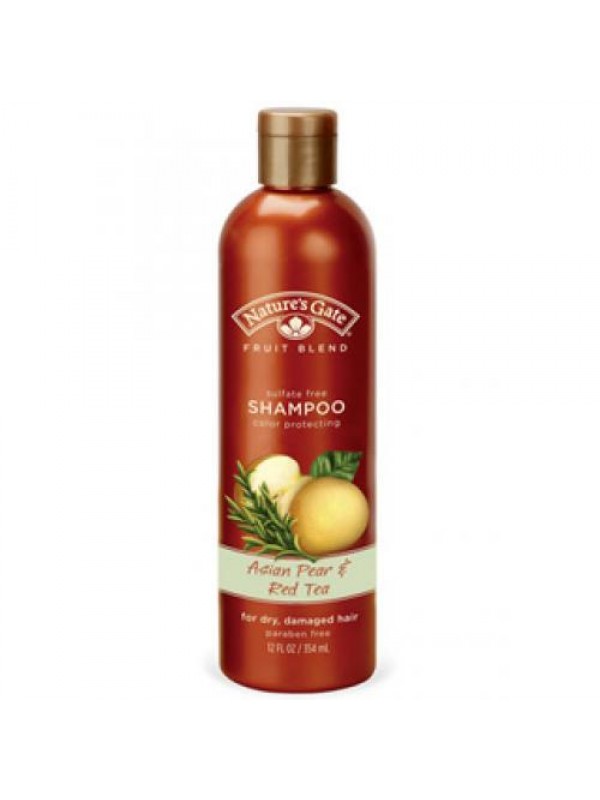 Nature's Gate®
FRUIT BLEND
sulfate free
SHAMPOO
color protecting
Asian Pear &
Red Tea
for dry, damaged hair
paraben free
12 FL OZ / 354 mL